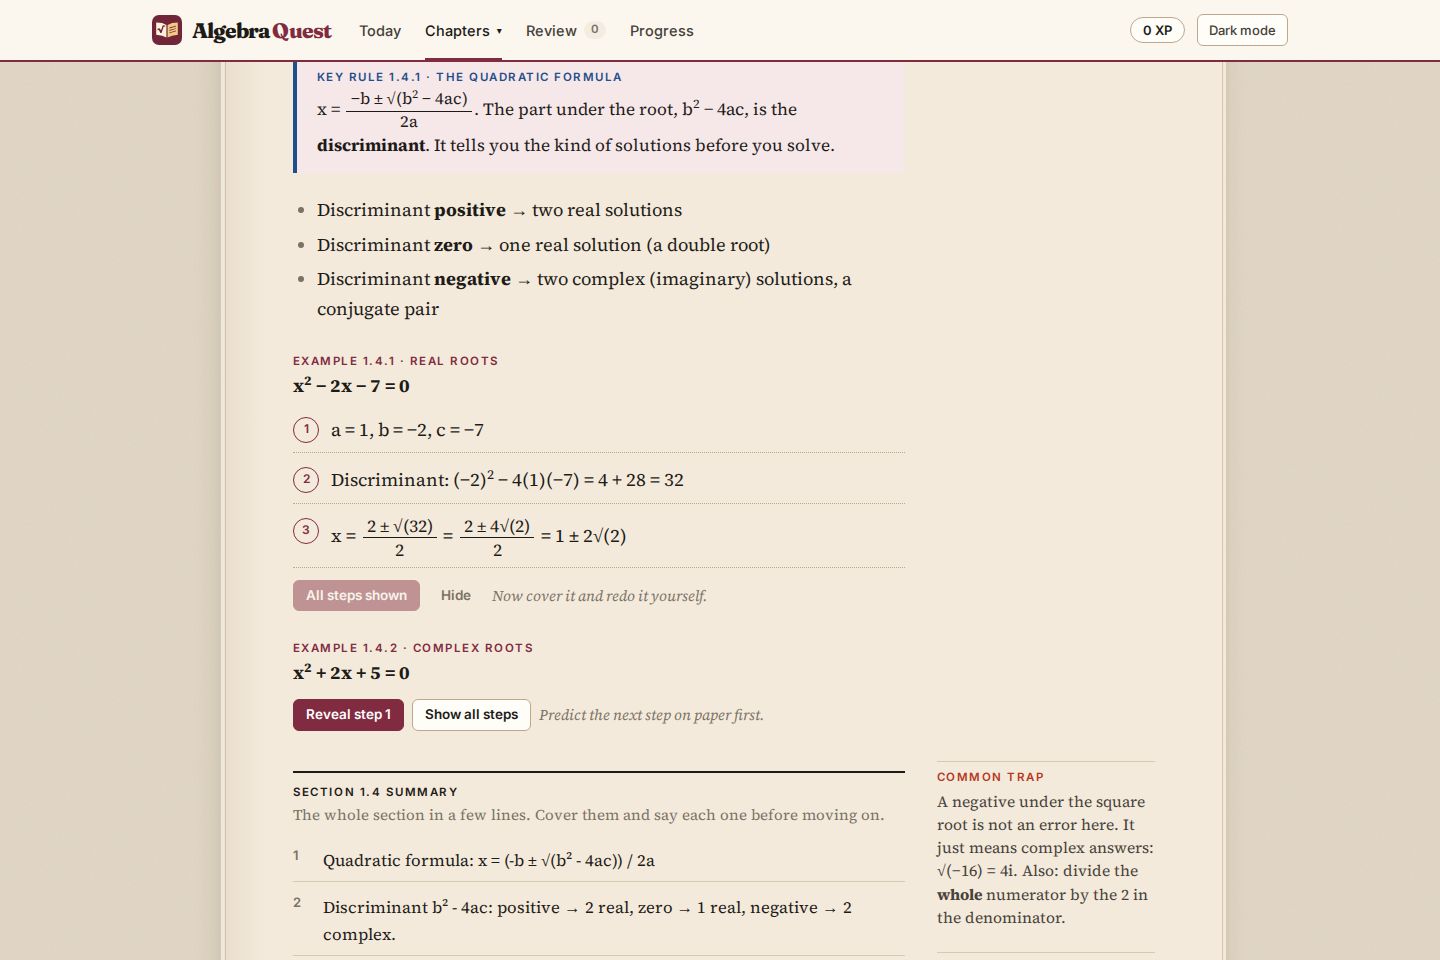 AlgebraQuest Today Chapters ▾ Review 0 Progress 0 XP Dark mode
KEY RULE 1.4.1 · THE QUADRATIC FORMULA
x = −b ± √(b² − 4ac) / 2a. The part under the root, b² − 4ac, is the
discriminant. It tells you the kind of solutions before you solve.
• Discriminant positive → two real solutions
• Discriminant zero → one real solution (a double root)
• Discriminant negative → two complex (imaginary) solutions, a
conjugate pair
EXAMPLE 1.4.1 · REAL ROOTS
x² − 2x − 7 = 0
1 a = 1, b = −2, c = −7
2 Discriminant: (−2)² − 4(1)(−7) = 4 + 28 = 32
3 x = 2 ± √(32) / 2 = 2 ± 4√(2) / 2 = 1 ± 2√(2)
All steps shown Hide Now cover it and redo it yourself.
EXAMPLE 1.4.2 · COMPLEX ROOTS
x² + 2x + 5 = 0
Reveal step 1 Show all steps Predict the next step on paper first.
SECTION 1.4 SUMMARY
The whole section in a few lines. Cover them and say each one before moving on.
1 Quadratic formula: x = (-b ± √(b² - 4ac)) / 2a
2 Discriminant b² - 4ac: positive → 2 real, zero → 1 real, negative → 2
complex.
COMMON TRAP
A negative under the square
root is not an error here. It
just means complex answers:
√(−16) = 4i. Also: divide the
whole numerator by the 2 in
the denominator.